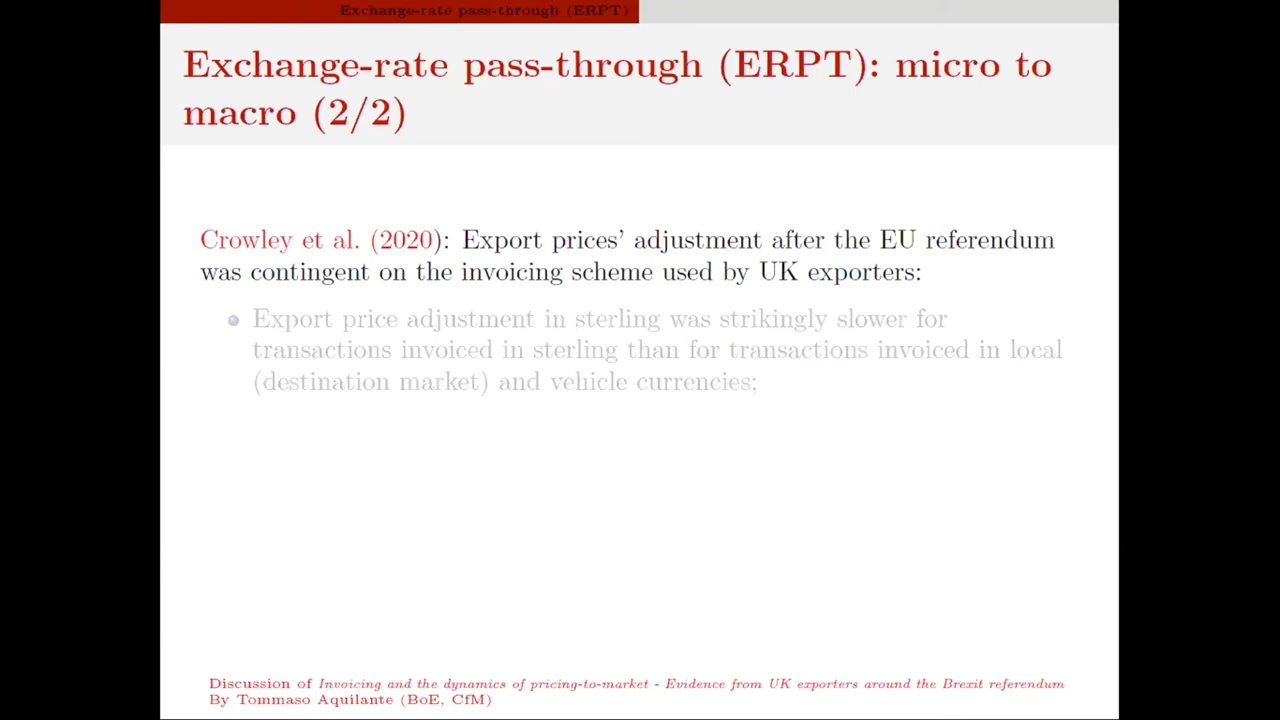 Exchange-rate pass-through (ERPT)
Exchange-rate pass-through (ERPT): micro to
macro (2/2)
Crowley et al. (2020): Export prices’ adjustment after the EU referendum
was contingent on the invoicing scheme used by UK exporters:
Export price adjustment in sterling was strikingly slower for
transactions invoiced in sterling than for transactions invoiced in local
(destination market) and vehicle currencies;
Discussion of Invoicing and the dynamics of pricing-to-market - Evidence from UK exporters around the Brexit referendum
By Tommaso Aquilante (BoE, CfM)